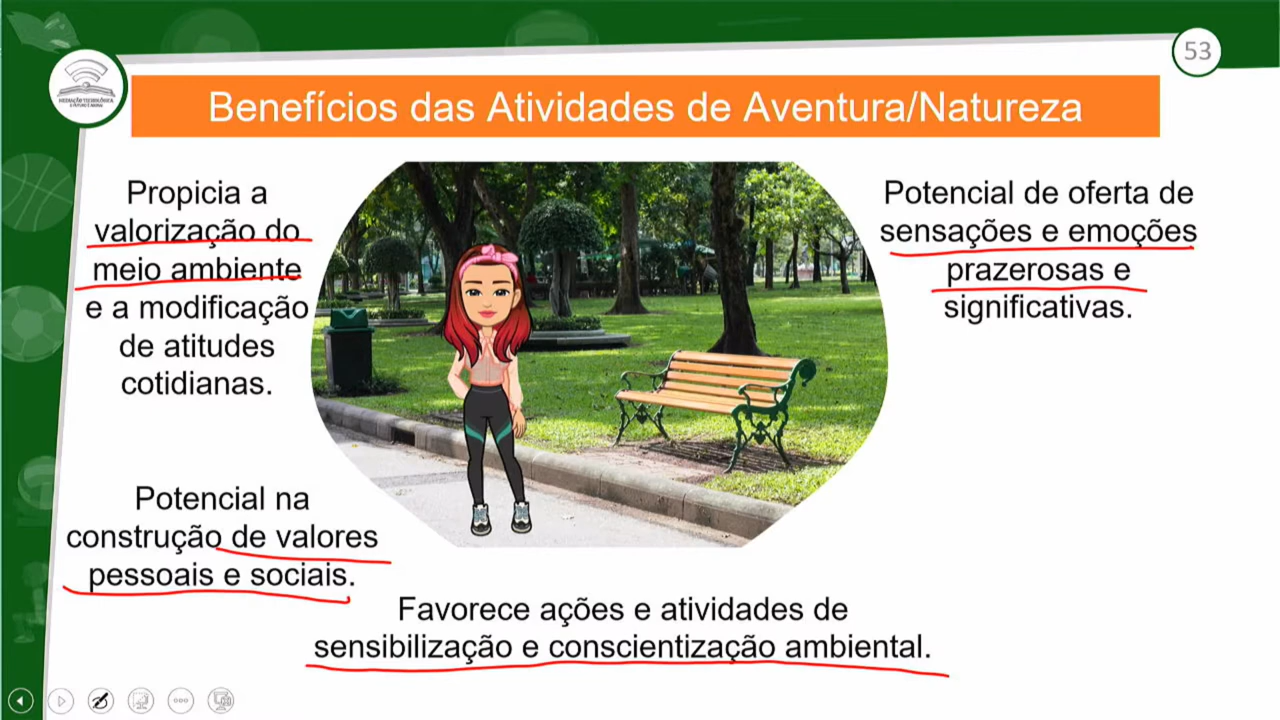 53
MEDIAÇÃO TECNOLÓGICA
Benefícios das Atividades de Aventura/Natureza
Propicia a
valorização do
meio ambiente
e a modificação
de atitudes
cotidianas.
Potencial de oferta de
sensações e emoções
prazerosas e
significativas.
Potencial na
construção de valores
pessoais e sociais.
Favorece ações e atividades de
sensibilização e conscientização ambiental.